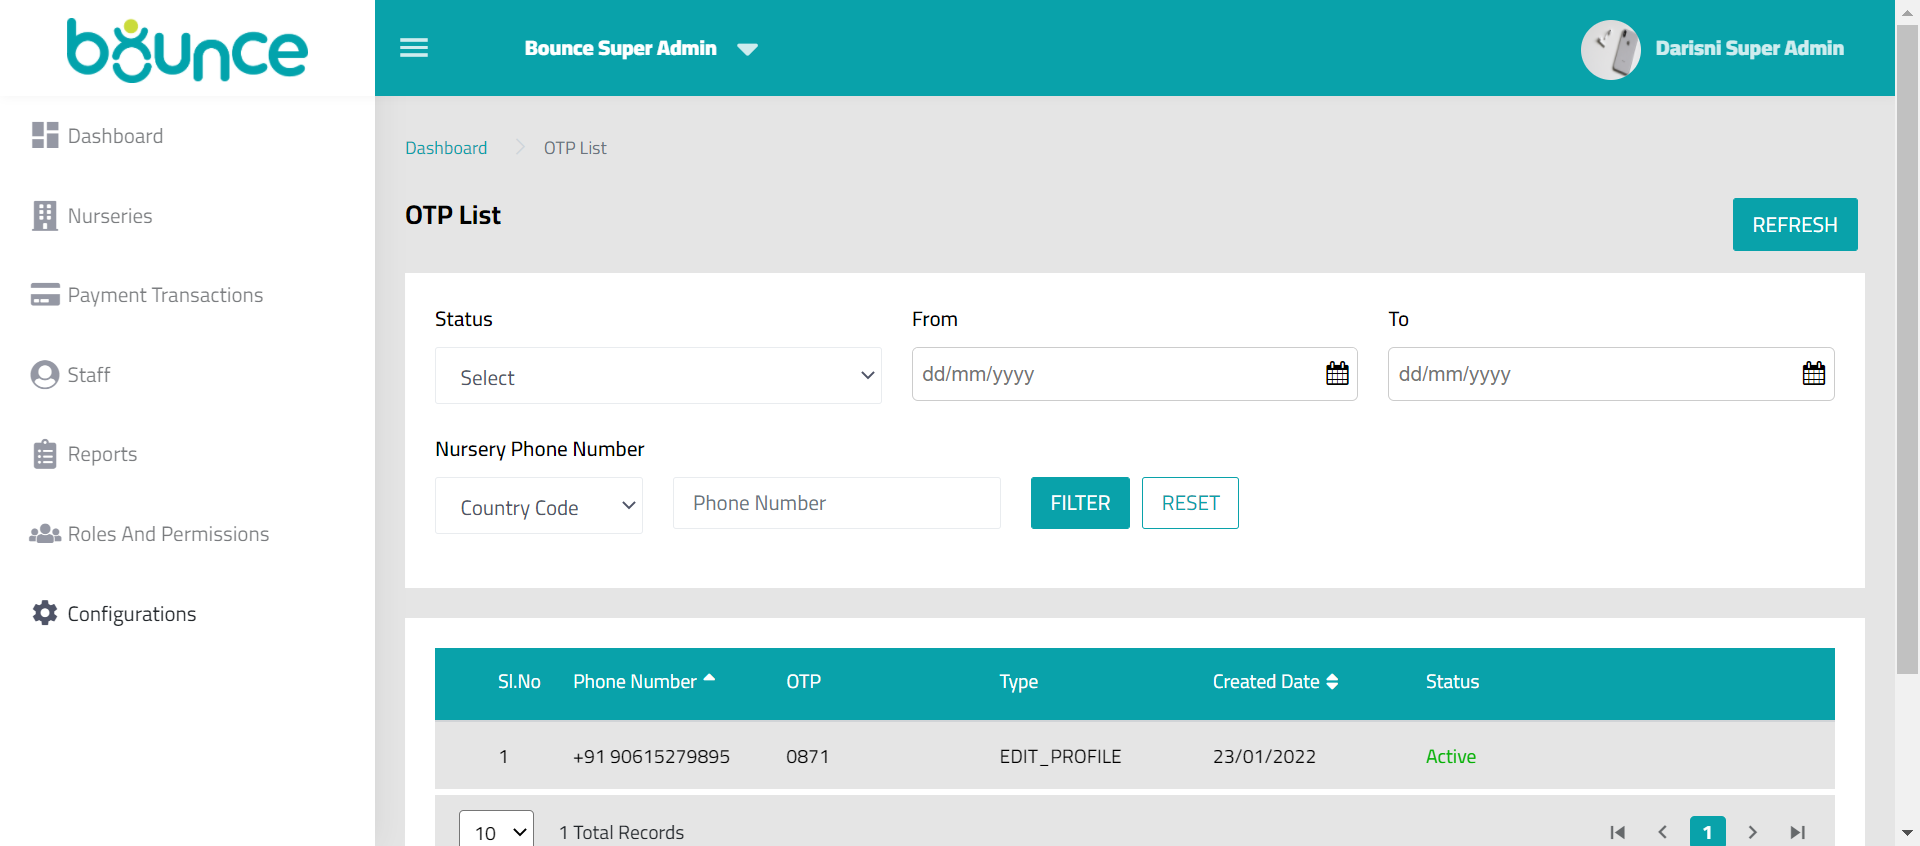 bounce
Bounce Super Admin
Darisni Super Admin
Dashboard
Nurseries
Payment Transactions
Staff
Reports
Roles And Permissions
Configurations
Dashboard OTP List
OTP List
REFRESH
Status From To
Select dd/mm/yyyy dd/mm/yyyy
Nursery Phone Number
Country Code Phone Number FILTER RESET
Sl.No Phone Number OTP Type Created Date Status
1 +91 90615279895 0871 EDIT_PROFILE 23/01/2022 Active
10 1 Total Records 1